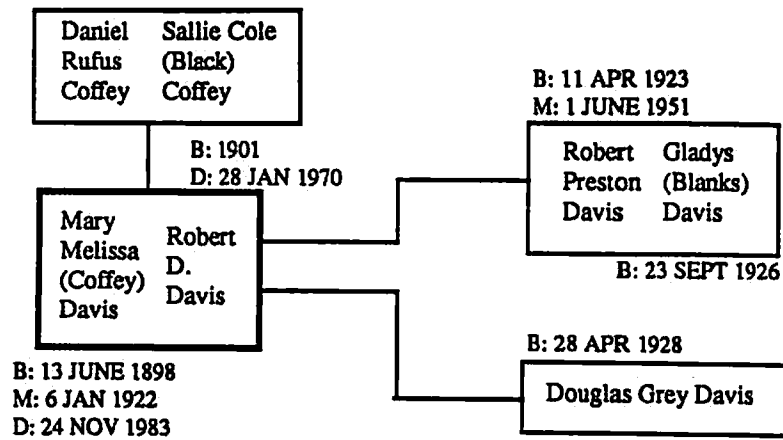 Daniel Sallie Cole
Rufus (Black)
Coffey Coffey
B: 11 APR 1923
M: 1 JUNE 1951
B: 1901
D: 28 JAN 1970
Robert Gladys
Preston (Blanks)
Davis Davis
B: 23 SEPT 1926
Mary
Melissa
(Coffey)
Davis
Robert
D.
Davis
B: 13 JUNE 1898
M: 6 JAN 1922
D: 24 NOV 1983
B: 28 APR 1928
Douglas Grey Davis